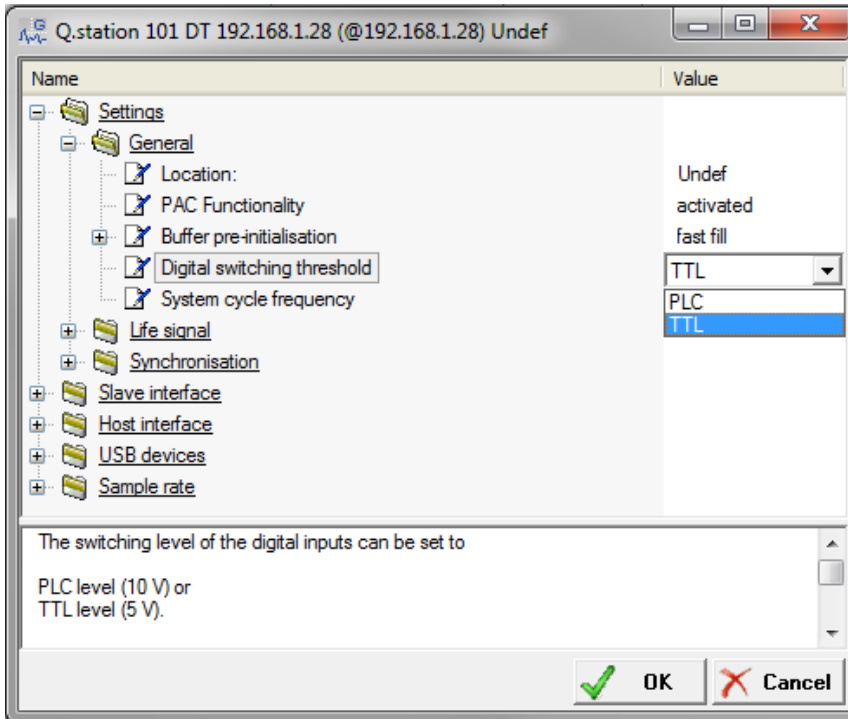 Q.station 101 DT 192.168.1.28 (@192.168.1.28) Undef
Name Value
Settings
General
Location: Undef
PAC Functionality activated
Buffer pre-initialisation fast fill
Digital switching threshold TTL
System cycle frequency PLC
TTL
Life signal
Synchronisation
Slave interface
Host interface
USB devices
Sample rate
The switching level of the digital inputs can be set to
PLC level (10 V) or
TTL level (5 V).
OK Cancel